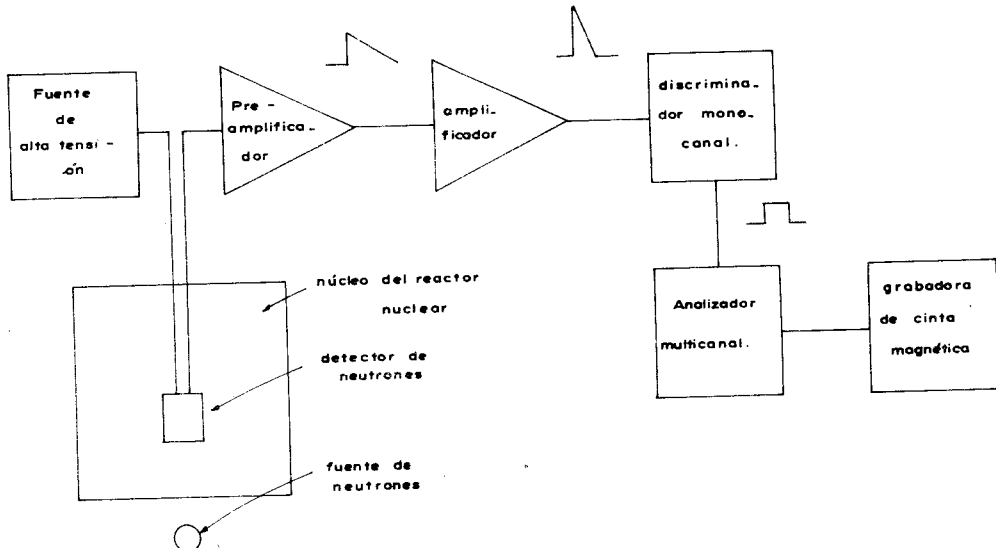 Fuente
de
alta tensi-
ón
Pre-
amplifica-
dor
ampli-
ficador
discrimina-
dor mono-
canal.
núcleo del reactor
nuclear
detector de
neutrones
fuente de
neutrones
Analizador
multicanal.
grabadora
de cinta
magnética